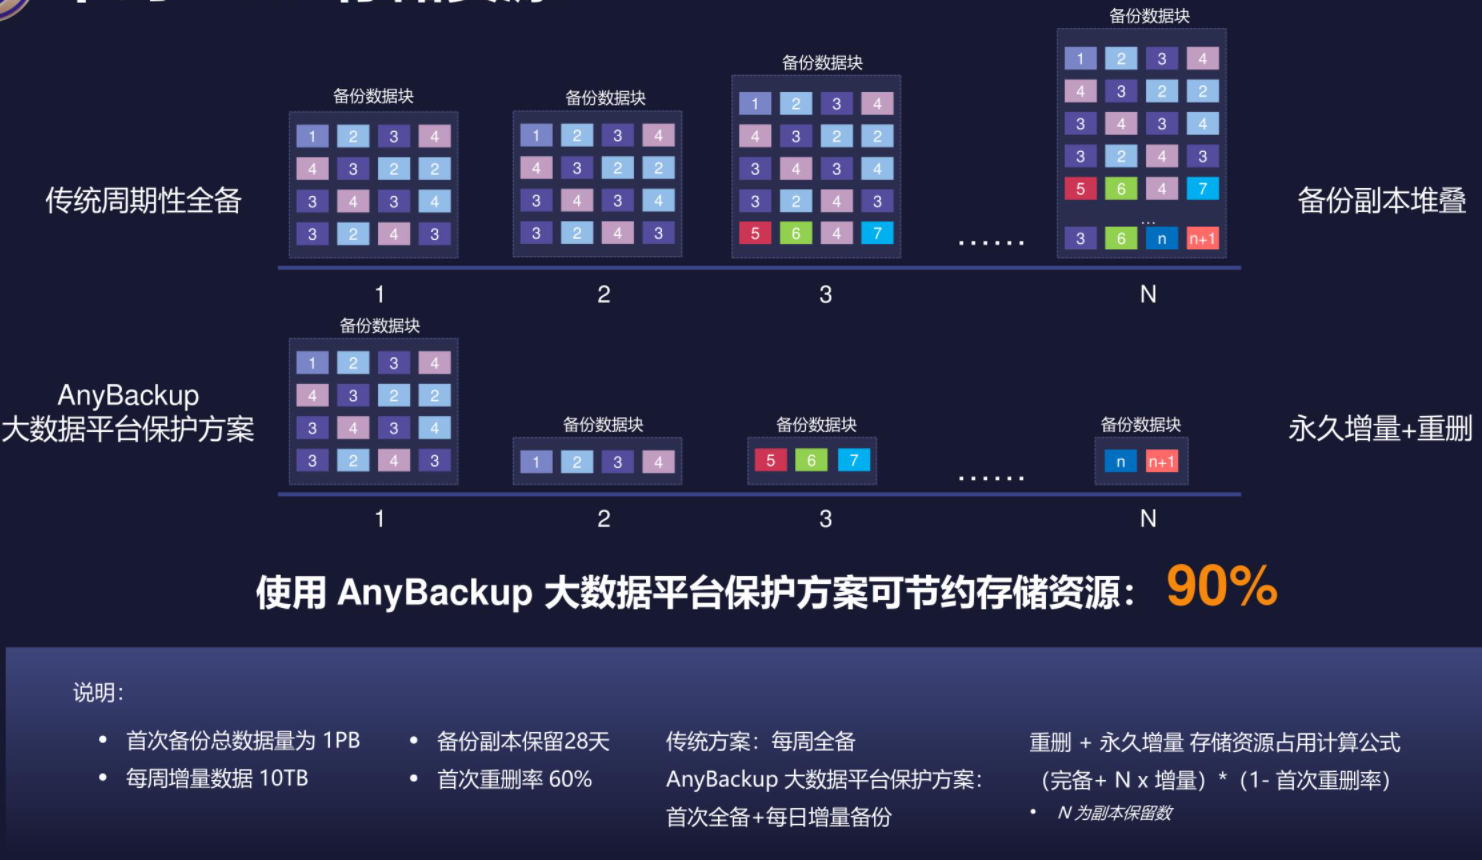 备份数据块
备份数据块
备份数据块
备份数据块
传统周期性全备
1 2 3 4
4 3 2 2
3 4 3 4
3 2 4 3
1 2 3 4
4 3 2 2
3 4 3 4
3 2 4 3
1 2 3 4
4 3 2 2
3 4 3 4
3 2 4 3
5 6 4 7
......
1 2 3 4
4 3 2 2
3 4 3 4
3 2 4 3
5 6 4 7
...
3 6 n n+1
备份副本堆叠
1 2 3 N
AnyBackup
大数据平台保护方案
备份数据块
1 2 3 4
4 3 2 2
3 4 3 4
3 2 4 3
备份数据块
1 2 3 4
备份数据块
5 6 7
......
备份数据块
n n+1
永久增量+重删
1 2 3 N
使用 AnyBackup 大数据平台保护方案可节约存储资源： 90%
说明：
• 首次备份总数据量为 1PB
• 每周增量数据 10TB
• 备份副本保留28天
• 首次重删率 60%
传统方案：每周全备
AnyBackup 大数据平台保护方案：
首次全备+每日增量备份
重删 + 永久增量 存储资源占用计算公式
（完备+ N x 增量）*（1- 首次重删率）
• N 为副本保留数